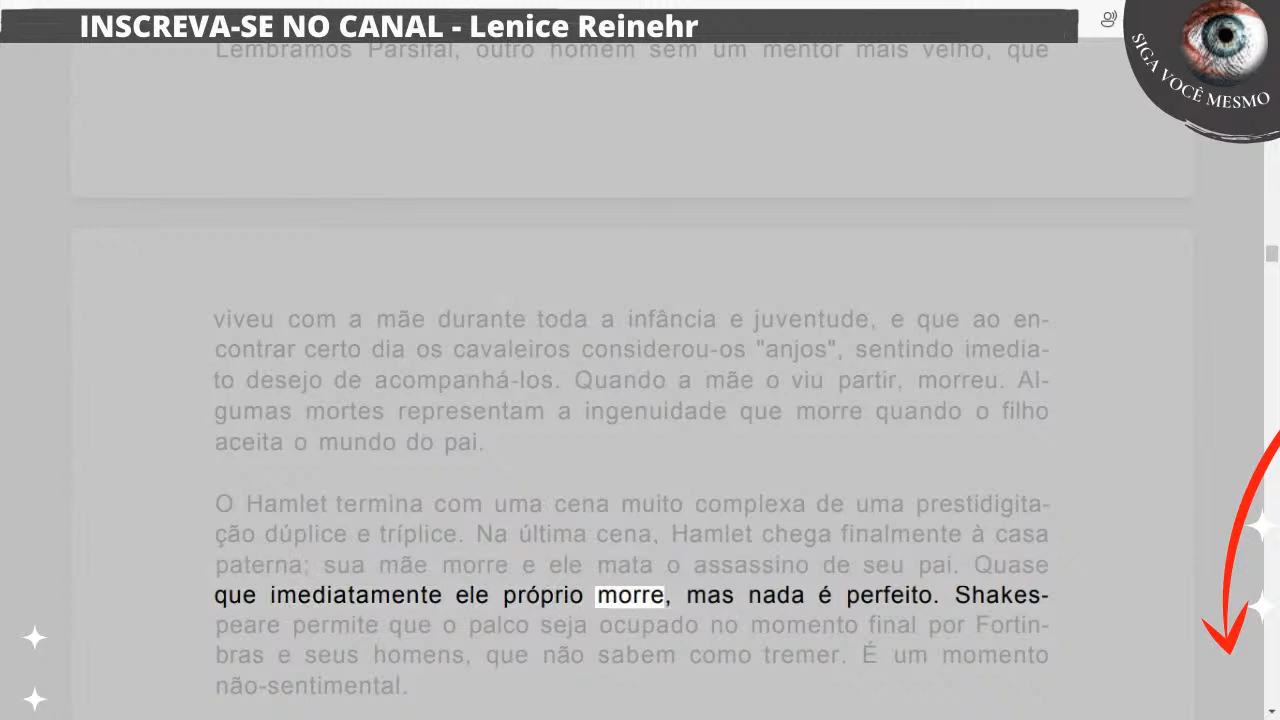 INSCREVA-SE NO CANAL - Lenice Reinehr
SIGA VOCÊ MESMO
Lembramos Parsifal, outro homem sem um mentor mais velho, que
viveu com a mãe durante toda a infância e juventude, e que ao en-
contrar certo dia os cavaleiros considerou-os "anjos", sentindo imedia-
to desejo de acompanhá-los. Quando a mãe o viu partir, morreu. Al-
gumas mortes representam a ingenuidade que morre quando o filho
aceita o mundo do pai.
O Hamlet termina com uma cena muito complexa de uma prestidigita-
ção dúplice e tríplice. Na última cena, Hamlet chega finalmente à casa
paterna; sua mãe morre e ele mata o assassino de seu pai. Quase
que imediatamente ele próprio morre, mas nada é perfeito. Shakes-
peare permite que o palco seja ocupado no momento final por Fortin-
bras e seus homens, que não sabem como tremer. É um momento
não-sentimental.